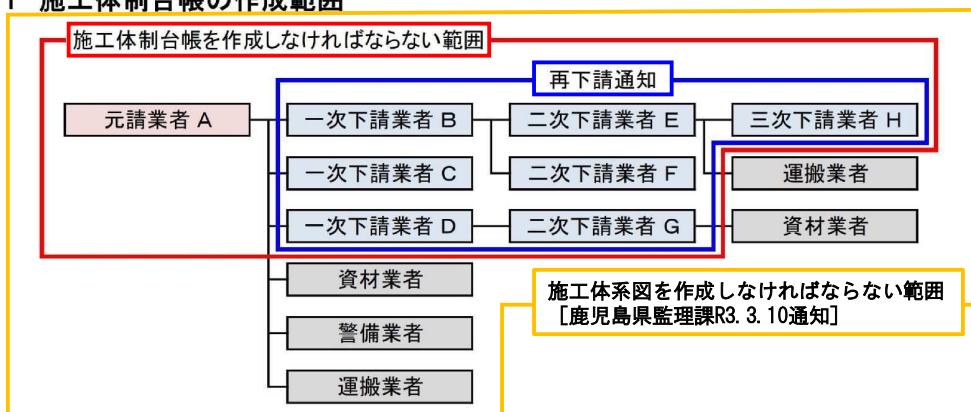 1 施工体制台帳の作成範囲
施工体制台帳を作成しなければならない範囲
再下請通知
元請業者 A
一次下請業者 B
二次下請業者 E
三次下請業者 H
一次下請業者 C
二次下請業者 F
運搬業者
一次下請業者 D
二次下請業者 G
資材業者
資材業者
施工体系図を作成しなければならない範囲
[鹿児島県監理課R3.3.10通知]
警備業者
運搬業者